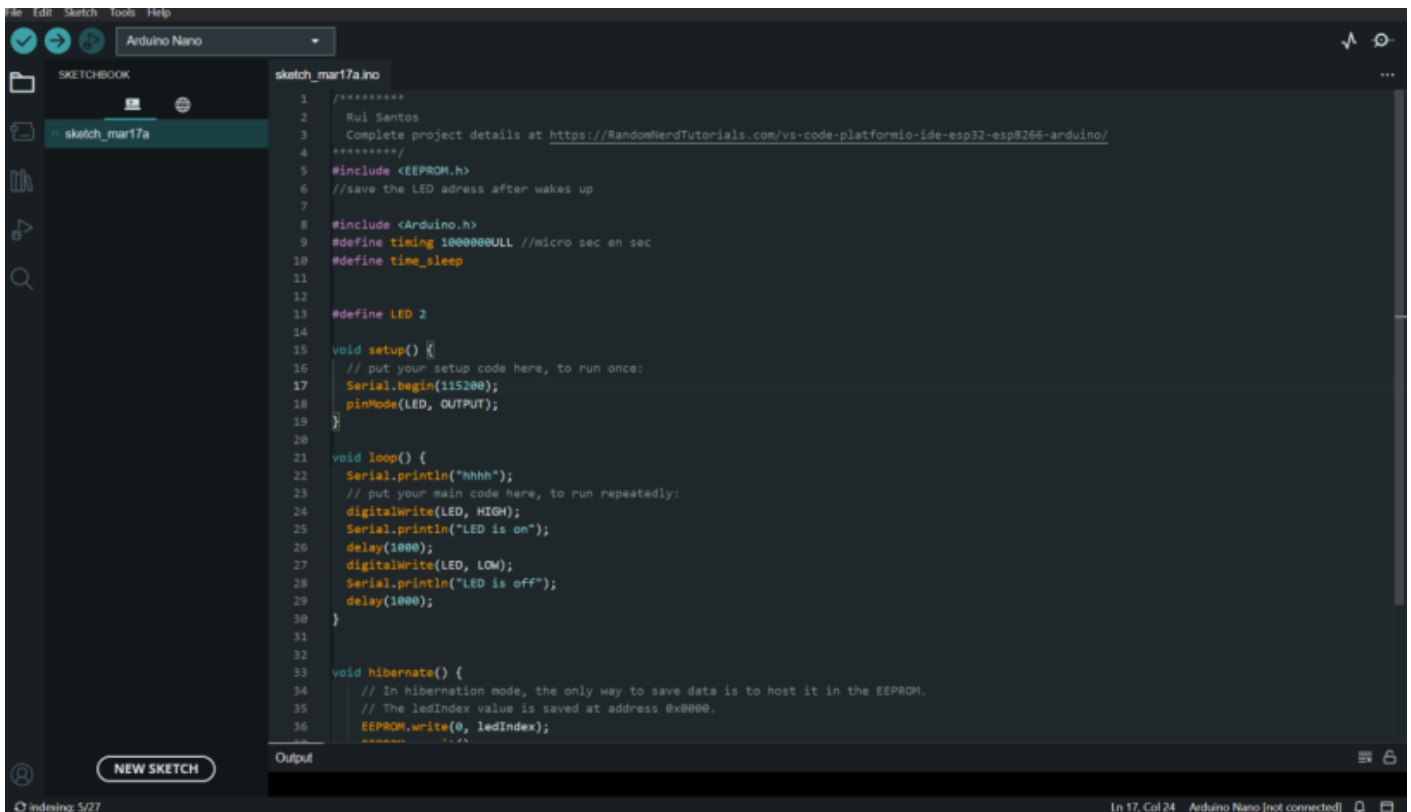 File Edit Sketch Tools Help
Arduino Nano
SKETCHBOOK
sketch_mar17a
NEW SKETCH
sketch_mar17a.ino
1 /*********
2 Rui Santos
3 Complete project details at https://RandomNerdTutorials.com/vs-code-platformio-ide-esp32-esp8266-arduino/
4 *********/
5 #include <EEPROM.h>
6 //save the LED adress after wakes up
7
8 #include <Arduino.h>
9 #define timing 1000000ULL //micro sec en sec
10 #define time_sleep
11
12
13 #define LED 2
14
15 void setup() {
16 // put your setup code here, to run once:
17 Serial.begin(115200);
18 pinMode(LED, OUTPUT);
19 }
20
21 void loop() {
22 Serial.println("hhhh");
23 // put your main code here, to run repeatedly:
24 digitalWrite(LED, HIGH);
25 Serial.println("LED is on");
26 delay(1000);
27 digitalWrite(LED, LOW);
28 Serial.println("LED is off");
29 delay(1000);
30 }
31
32
33 void hibernate() {
34 // In hibernation mode, the only way to save data is to host it in the EEPROM.
35 // The ledIndex value is saved at address 0x0000.
36 EEPROM.write(0, ledIndex);
Output
indexing: 5/27
Ln 17, Col 24 Arduino Nano [not connected]